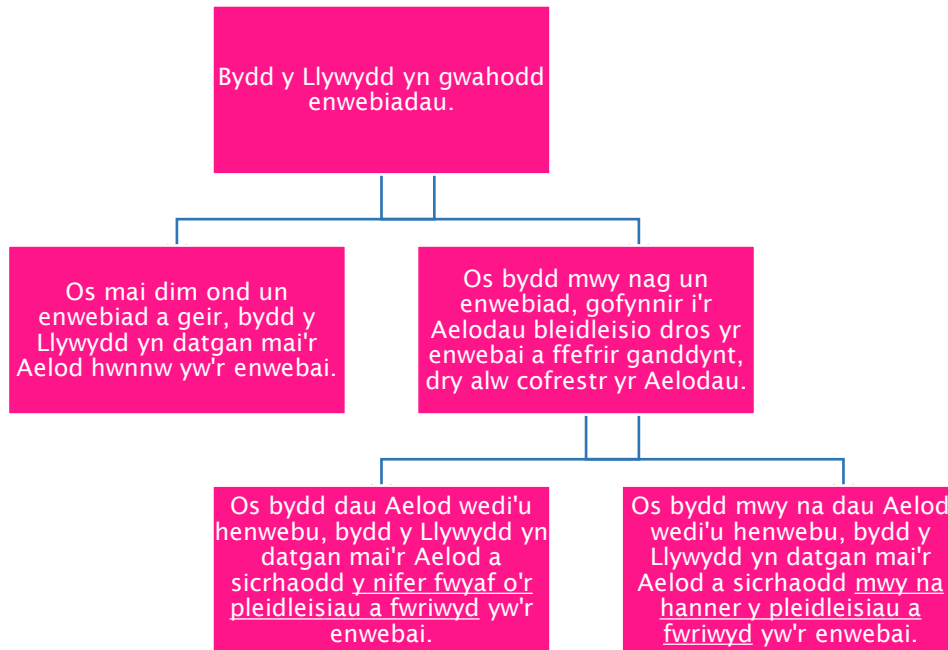 Bydd y Llywydd yn gwahodd
enwebiadau.
Os mai dim ond un
enwebiad a geir, bydd y
Llywydd yn datgan mai'r
Aelod hwnnw yw'r enwebai.
Os bydd mwy nag un
enwebiad, gofynnir i'r
Aelodau bleidleisio dros yr
enwebai a ffefrir ganddynt,
dry alw cofrestr yr Aelodau.
Os bydd dau Aelod wedi'u
henwebu, bydd y Llywydd yn
datgan mai'r Aelod a
sicrhaodd y nifer fwyaf o'r
pleidleisiau a fwriwyd yw'r
enwebai.
Os bydd mwy na dau Aelod
wedi'u henwebu, bydd y
Llywydd yn datgan mai'r
Aelod a sicrhaodd mwy na
hanner y pleidleisiau a
fwriwyd yw'r enwebai.